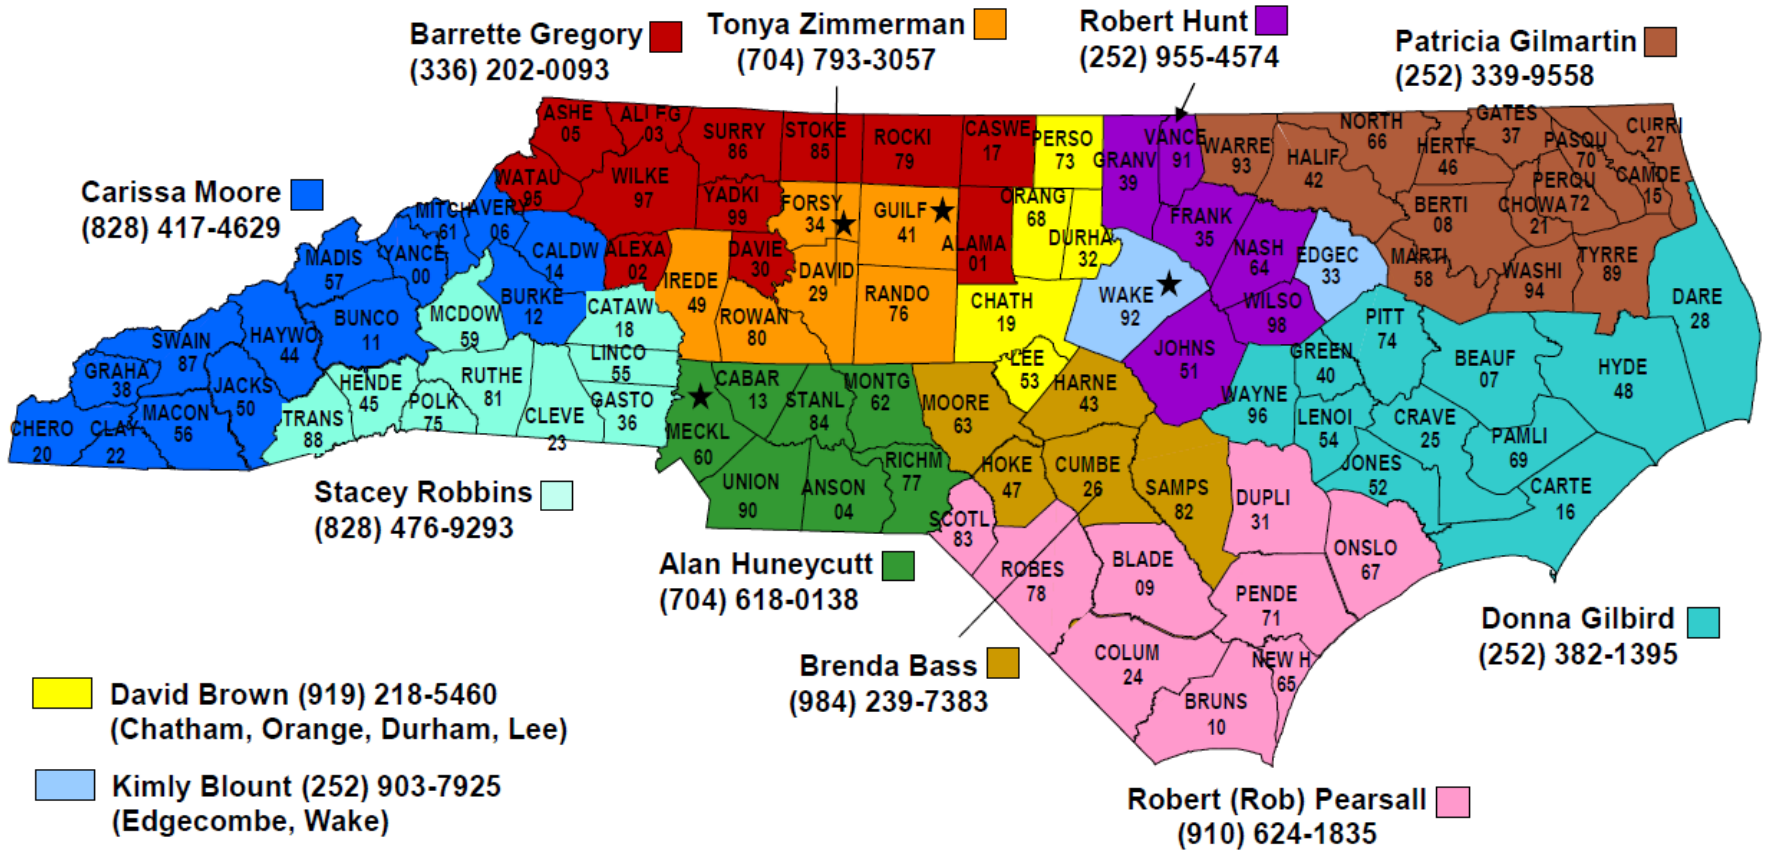 Barrette Gregory
(336) 202-0093
Tonya Zimmerman
(704) 793-3057
Robert Hunt
(252) 955-4574
Patricia Gilmartin
(252) 339-9558
Carissa Moore
(828) 417-4629
ASHE
05
ALLEG
03
SURRY
86
STOKE
85
ROCKI
79
CASWE
17
PERSO
73
GRANV
39
VANCE
91
WARRE
93
HALIF
42
NORTH
66
HERTF
46
GATES
37
PASQU
70
CURRI
27
CAMDE
15
PERQU
72
CHOWA
21
BERTI
08
WATAU
95
WILKE
97
YADKI
99
FORSY
34
GUILF
41
ALAMA
01
ORANG
68
DURHA
32
FRANK
35
NASH
64
EDGEC
33
MARTI
58
WASHI
94
TYRRE
89
DARE
28
MITCH
61
AVERY
06
MADIS
57
YANCE
00
CALDW
14
ALEXA
02
IREDE
49
DAVIE
30
DAVID
29
RANDO
76
CHATH
19
WAKE
92
WILSO
98
PITT
74
BEAUF
07
HYDE
48
BUNCO
11
MCDOW
59
BURKE
12
CATAW
18
ROWAN
80
LEE
53
JOHNS
51
GREEN
40
SWAIN
87
HAYWO
44
GRAHA
38
JACKS
50
HENDE
45
RUTHE
81
LINCO
55
CABAR
13
STANL
84
MONTG
62
MOORE
63
HARNE
43
WAYNE
96
LENOI
54
CRAVE
25
PAMLI
69
CHERO
20
CLAY
22
MACON
56
TRANS
88
POLK
75
CLEVE
23
GASTO
36
MECKL
60
UNION
90
ANSON
04
RICHM
77
HOKE
47
CUMBE
26
SAMPS
82
DUPLI
31
JONES
52
CARTE
16
SCOTL
83
ROBES
78
BLADE
09
PENDE
71
ONSLO
67
COLUM
24
NEW H
65
BRUNS
10
Stacey Robbins
(828) 476-9293
Alan Huneycutt
(704) 618-0138
Brenda Bass
(984) 239-7383
Donna Gilbird
(252) 382-1395
David Brown (919) 218-5460
(Chatham, Orange, Durham, Lee)
Kimly Blount (252) 903-7925
(Edgecombe, Wake)
Robert (Rob) Pearsall
(910) 624-1835